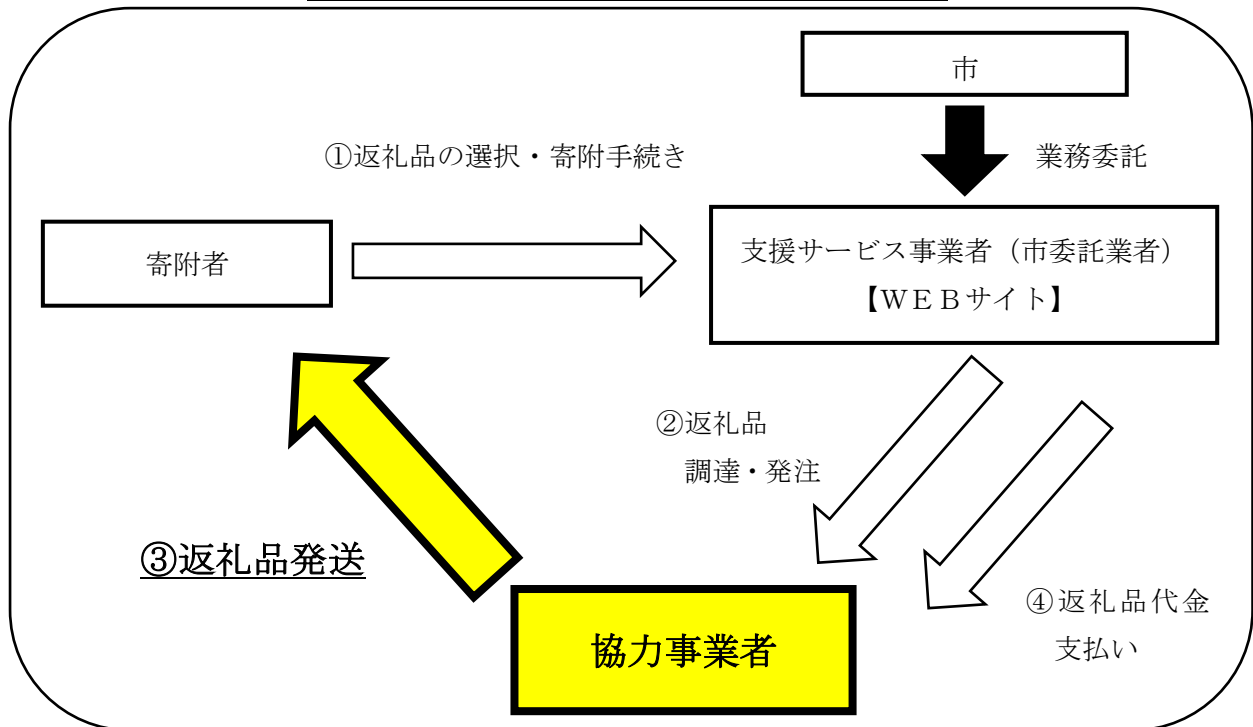 市
①返礼品の選択・寄附手続き
業務委託
寄附者
支援サービス事業者（市委託業者）
【ＷＥＢサイト】
②返礼品
調達・発注
③返礼品発送
協力事業者
④返礼品代金
支払い